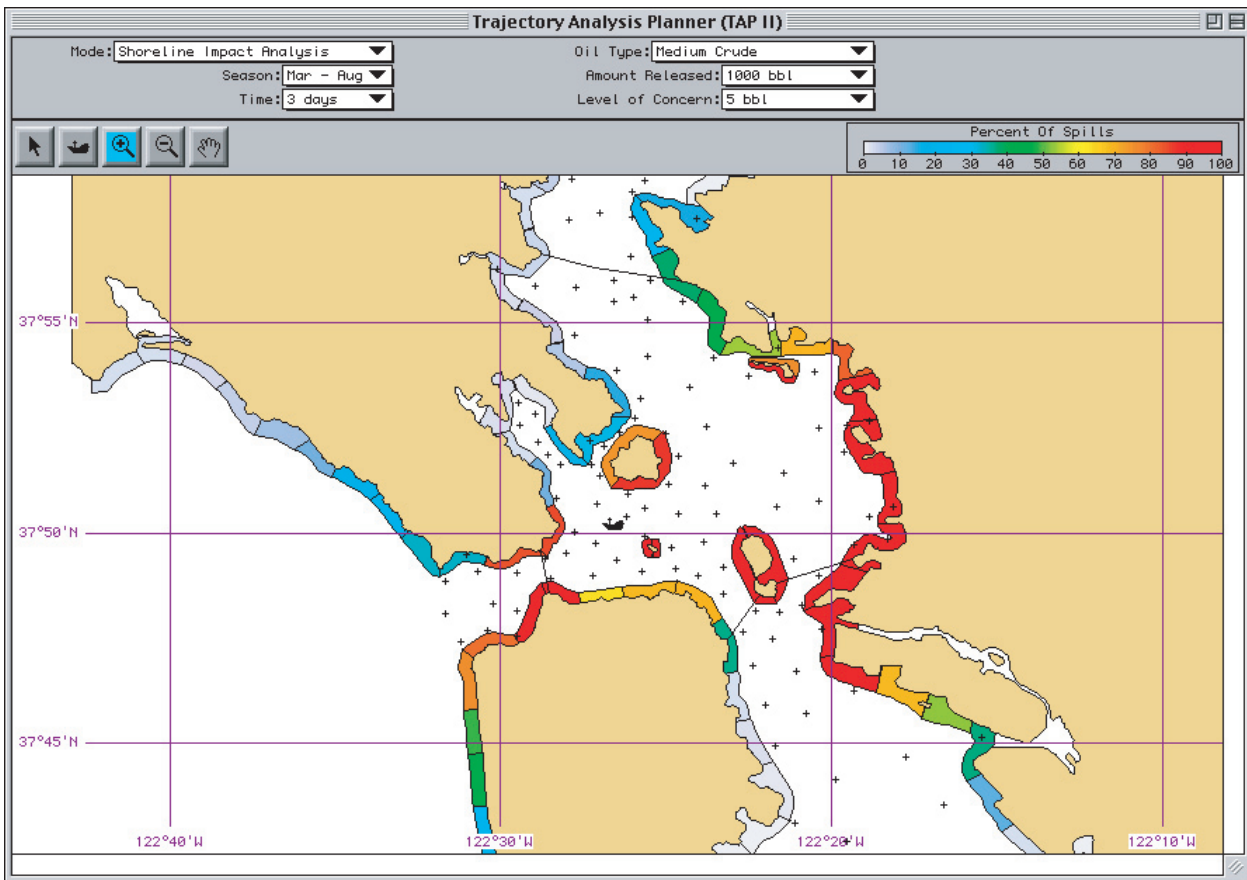 Trajectory Analysis Planner (TAP II)
Mode: Shoreline Impact Analysis
Oil Type: Medium Crude
Season: Mar - Aug
Amount Released: 1000 bbl
Time: 3 days
Level of Concern: 5 bbl
Percent Of Spills
0 10 20 30 40 50 60 70 80 90 100
37°55'N
37°50'N
37°45'N
122°40'W 122°30'W 122°20'W 122°10'W